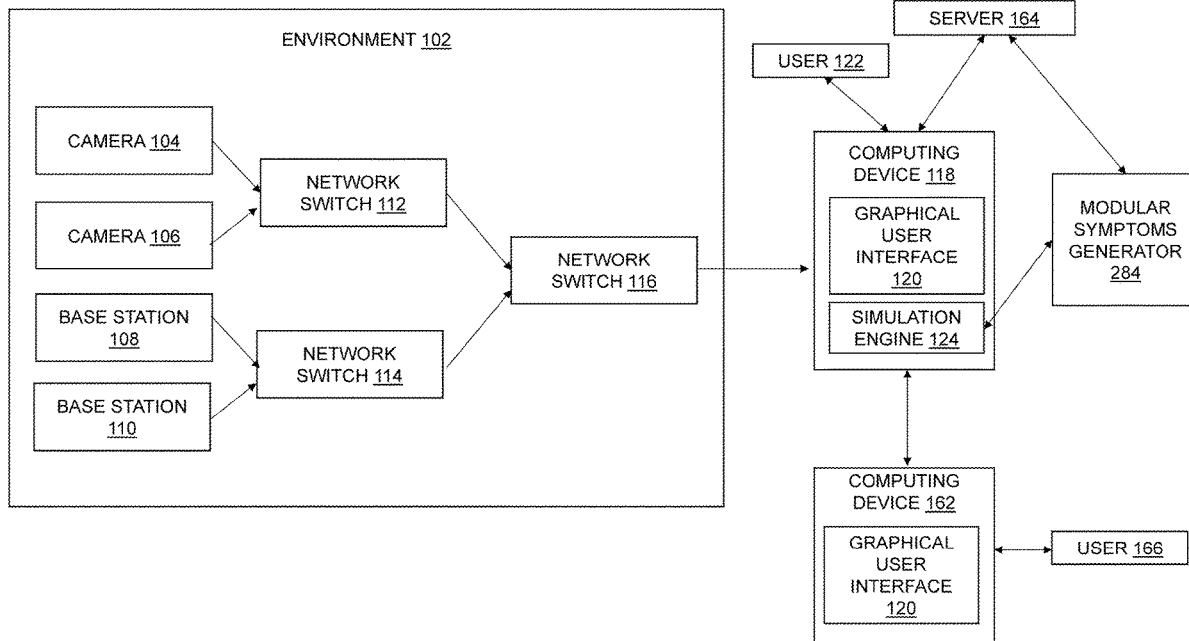 ENVIRONMENT 102
CAMERA 104
CAMERA 106
BASE STATION
108
BASE STATION
110
NETWORK
SWITCH 112
NETWORK
SWITCH 114
NETWORK
SWITCH 116
SERVER 164
USER 122
COMPUTING
DEVICE 118
GRAPHICAL
USER
INTERFACE
120
SIMULATION
ENGINE 124
MODULAR
SYMPTOMS
GENERATOR
284
COMPUTING
DEVICE 162
GRAPHICAL
USER
INTERFACE
120
USER 166